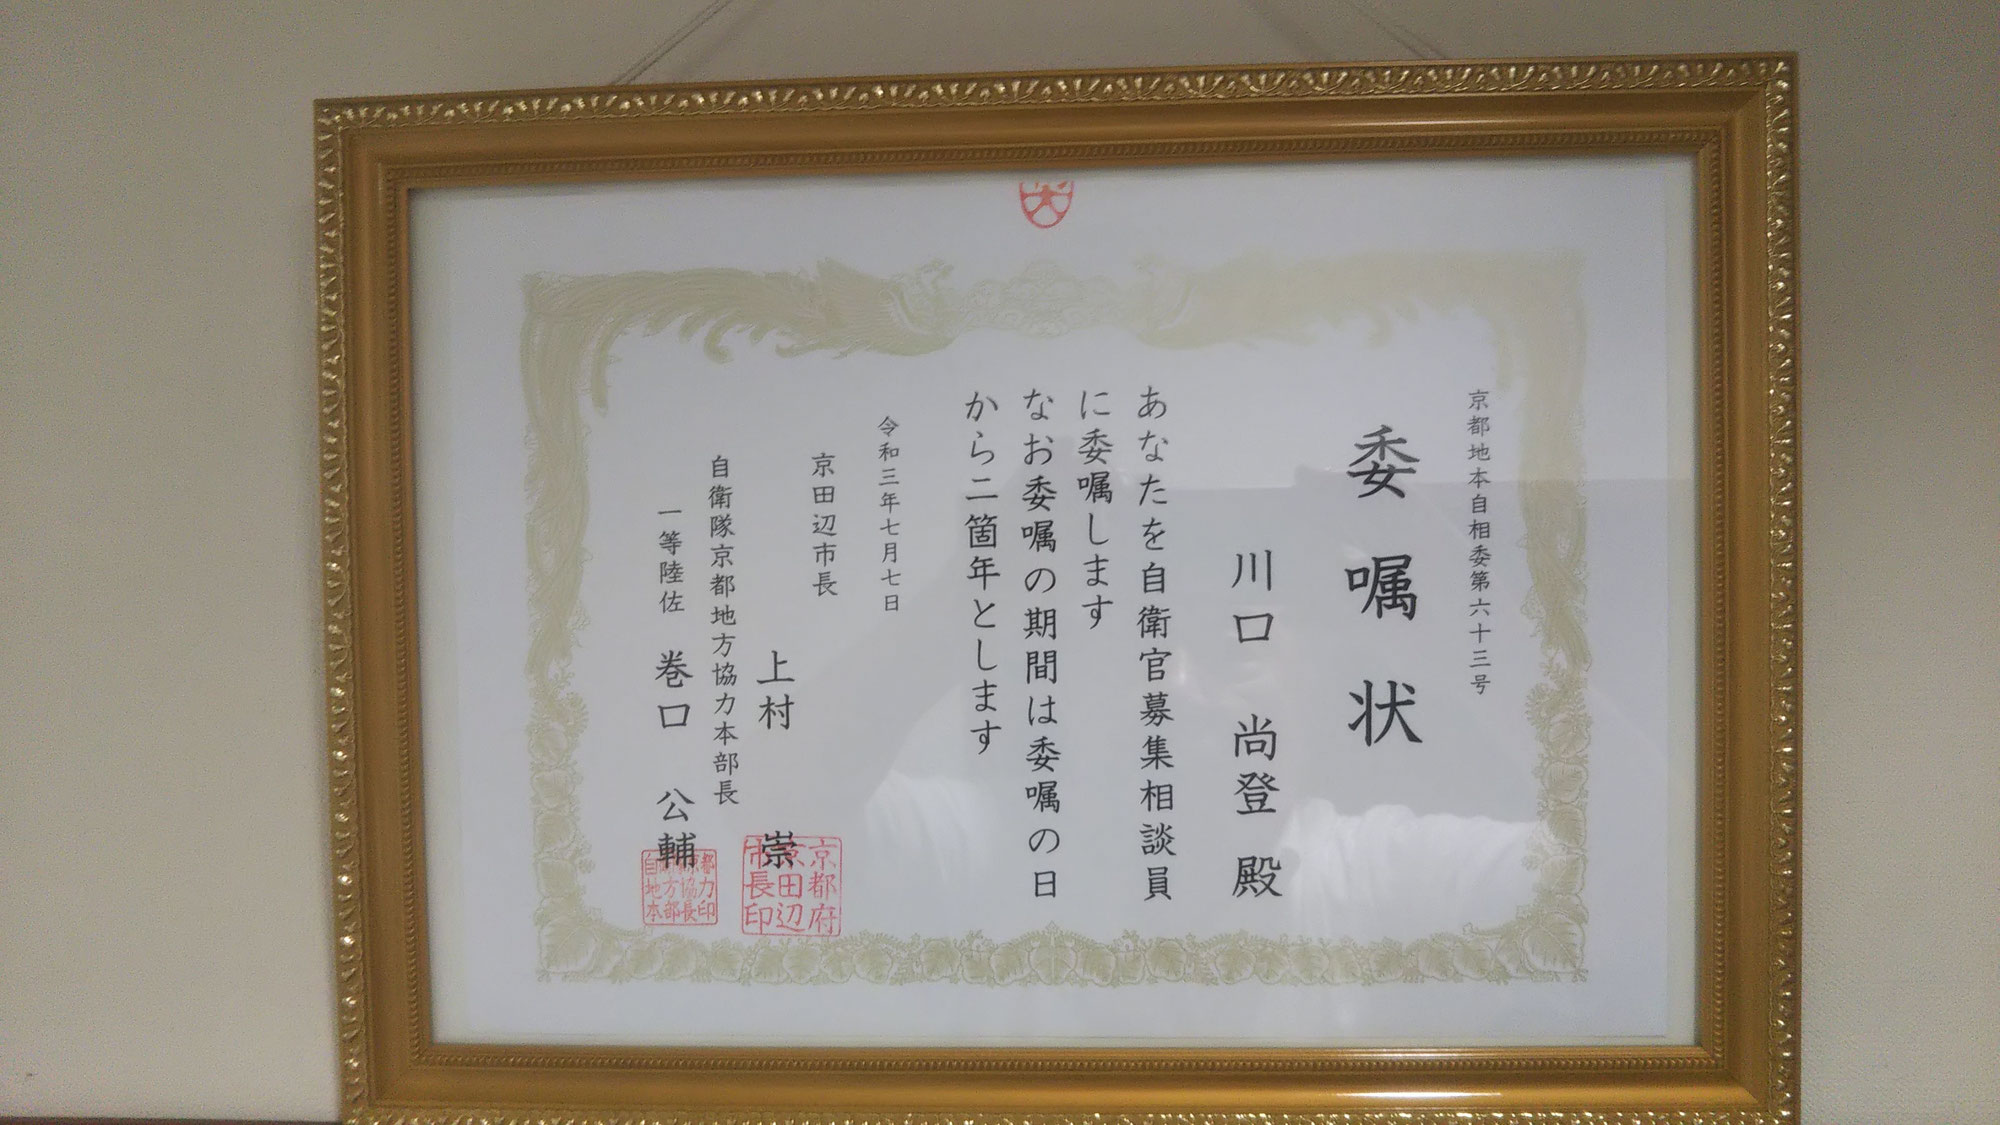 京都地本自相委第六十三号
委嘱状
川口 尚登 殿
あなたを自衛官募集相談員
に委嘱します
なお委嘱の期間は委嘱の日
から二箇年とします
令和三年七月七日
京田辺市長
上村 崇
京都府
京田辺
市長印
自衛隊京都地方協力本部長
一等陸佐 巻口 公輔